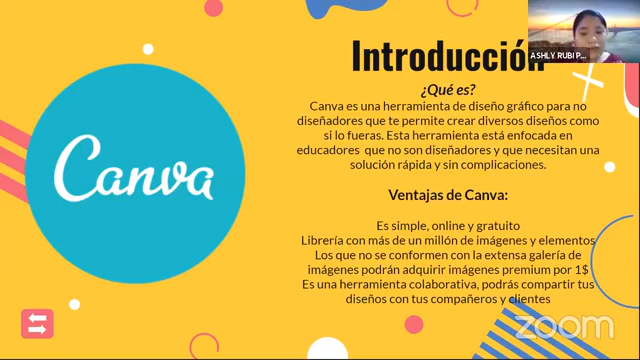 Introducción
ASHLY RUBI P...
¿Qué es?
Canva es una herramienta de diseño gráfico para no
diseñadores que te permite crear diversos diseños como
si lo fueras. Esta herramienta está enfocada en
educadores que no son diseñadores y que necesitan una
solución rápida y sin complicaciones.
Canva
Ventajas de Canva:
Es simple, online y gratuito
Librería con más de un millón de imágenes y elementos
Los que no se conformen con la extensa galería de
imágenes podrán adquirir imágenes premium por 1$
Es una herramienta colaborativa, podrás compartir tus
diseños con tus compañeros y clientes
zoom